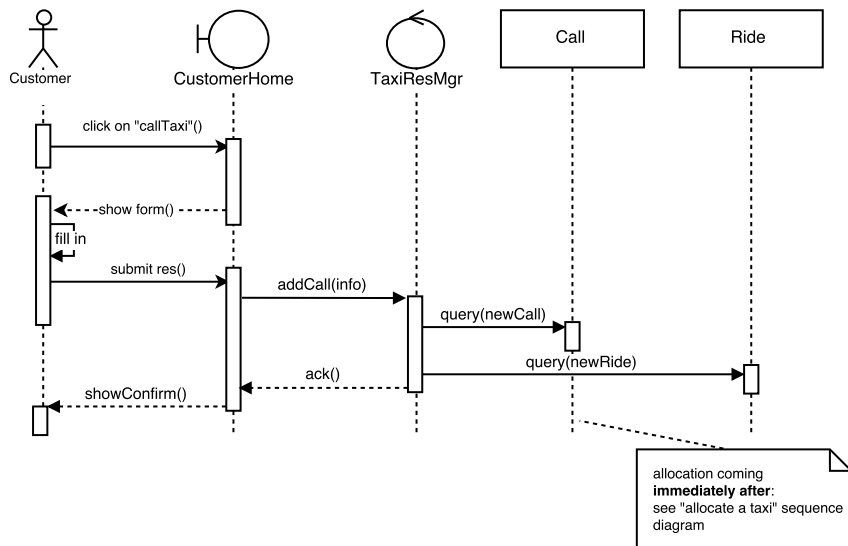 Call
Ride
Customer
CustomerHome
TaxiResMgr
click on "callTaxi"()
show form()
fill in
submit res()
addCall(info)
query(newCall)
query(newRide)
ack()
showConfirm()
allocation coming
immediately after:
see "allocate a taxi" sequence
diagram